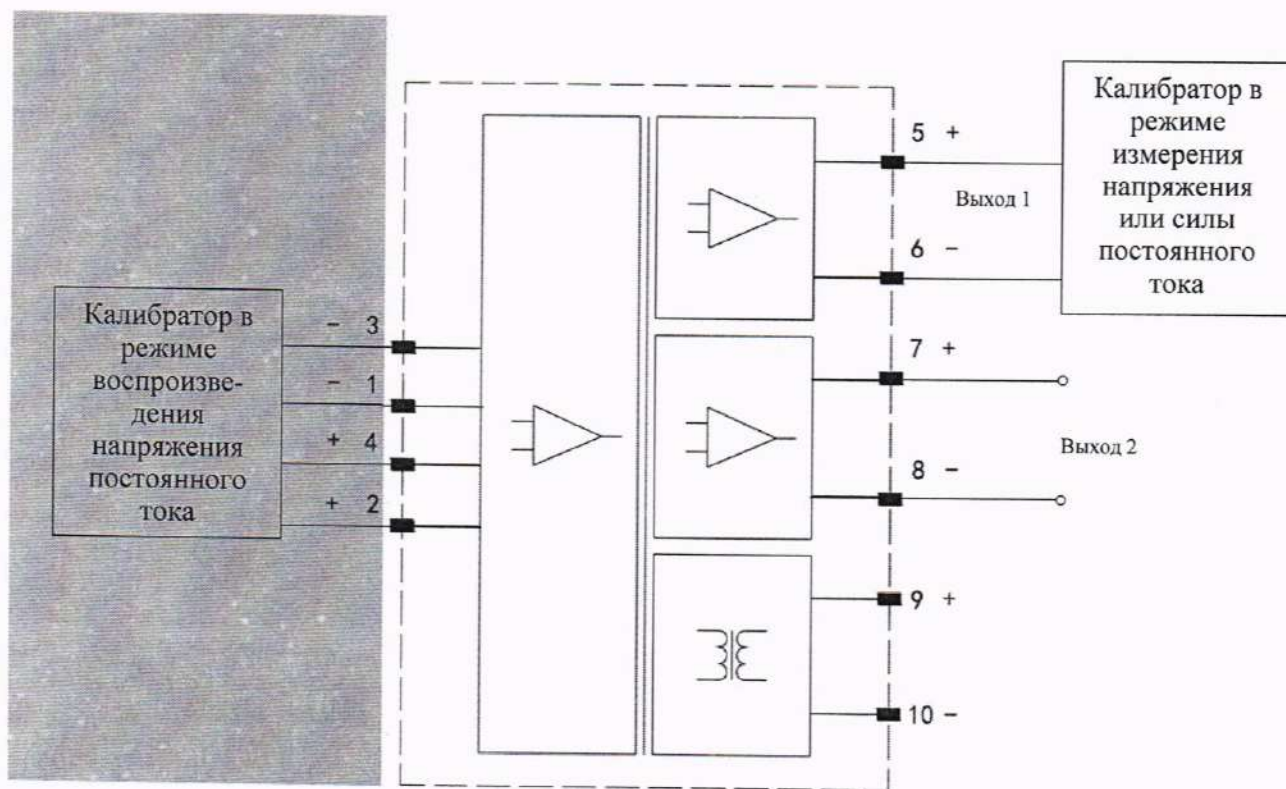 Калибратор в
режиме
воспроизве-
дения
напряжения
постоянного
тока
− 3
− 1
+ 4
+ 2
5 +
Выход 1
6 −
7 +
Выход 2
8 −
9 +
10 −
Калибратор в
режиме
измерения
напряжения
или силы
постоянного
тока